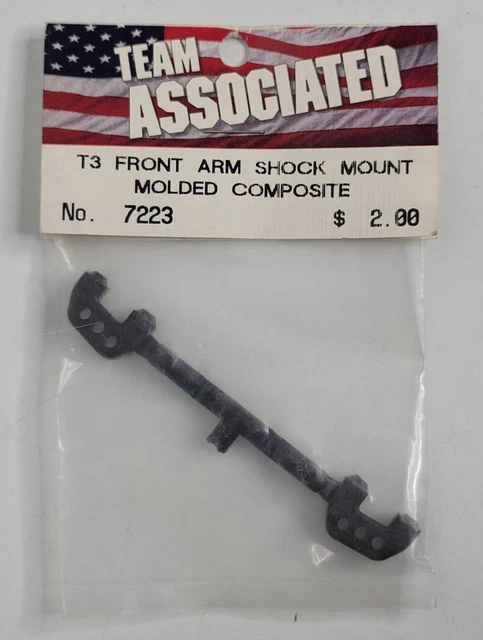 TEAM
ASSOCIATED
T3 FRONT ARM SHOCK MOUNT
MOLDED COMPOSITE
No. 7223 $ 2.00